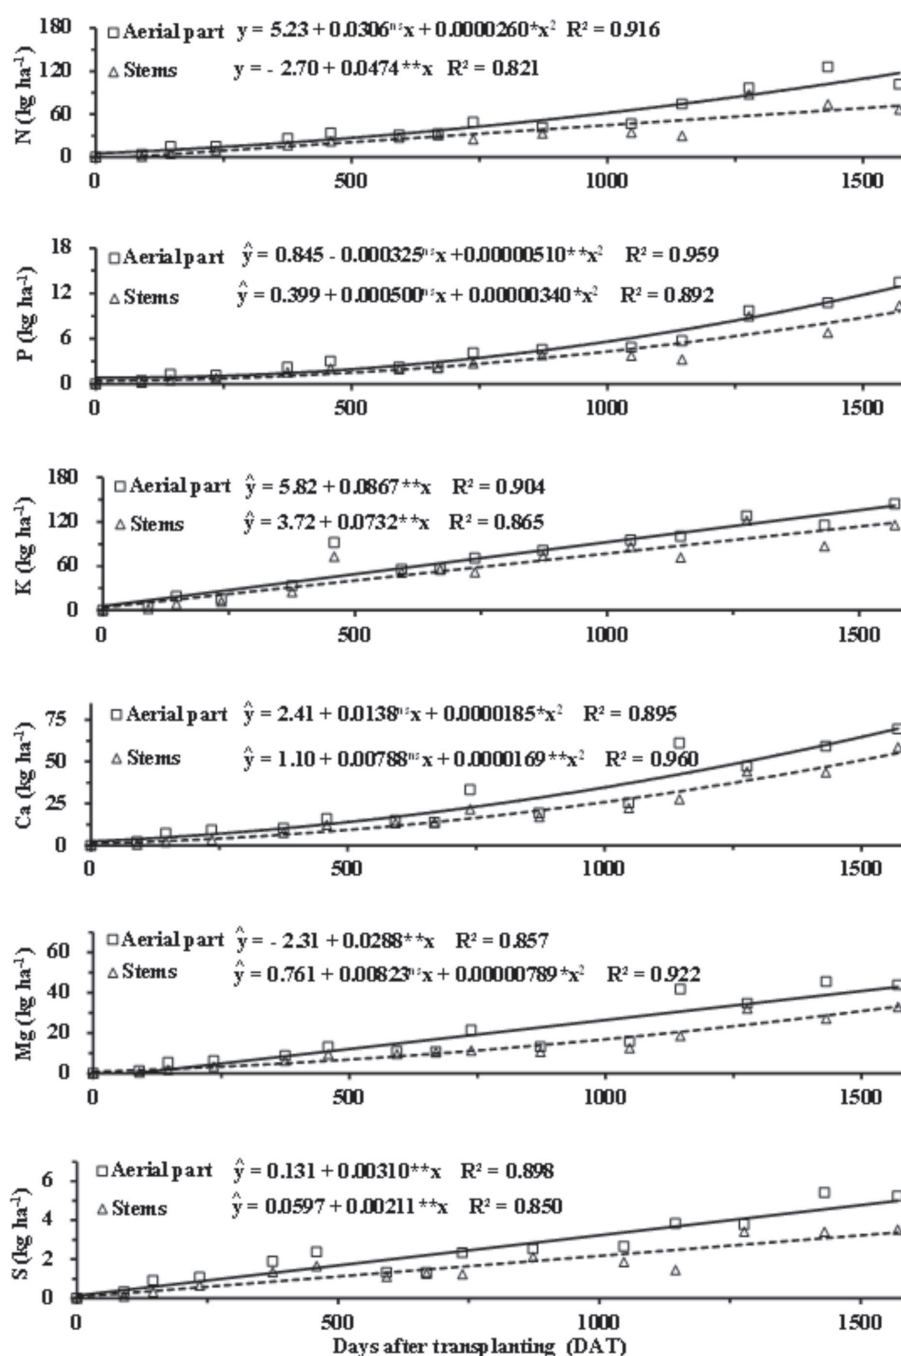 180
□ Aerial part y = 5.23 + 0.0306ⁿˢx + 0.0000260*x² R² = 0.916
120
△ Stems y = - 2.70 + 0.0474**x R² = 0.821
60
0
N (kg ha⁻¹)
0 500 1000 1500
18
□ Aerial part ŷ = 0.845 - 0.000325ⁿˢx +0.00000510**x² R² = 0.959
12
△ Stems ŷ = 0.399 + 0.000500ⁿˢx + 0.00000340*x² R² = 0.892
6
0
P (kg ha⁻¹)
0 500 1000 1500
180
□ Aerial part ŷ = 5.82 + 0.0867**x R² = 0.904
120
△ Stems ŷ = 3.72 + 0.0732**x R² = 0.865
60
0
K (kg ha⁻¹)
0 500 1000 1500
75
□ Aerial part ŷ = 2.41 + 0.0138ⁿˢx + 0.0000185*x² R² = 0.895
50
△ Stems ŷ = 1.10 + 0.00788ⁿˢx + 0.0000169**x² R² = 0.960
25
0
Ca (kg ha⁻¹)
0 500 1000 1500
60
□ Aerial part ŷ = - 2.31 + 0.0288**x R² = 0.857
△ Stems ŷ = 0.761 + 0.00823ⁿˢx + 0.00000789*x² R² = 0.922
40
20
0
Mg (kg ha⁻¹)
0 500 1000 1500
6
□ Aerial part ŷ = 0.131 + 0.00310**x R² = 0.898
△ Stems ŷ = 0.0597 + 0.00211**x R² = 0.850
4
2
0
S (kg ha⁻¹)
0 500 1000 1500
Days after transplanting (DAT)